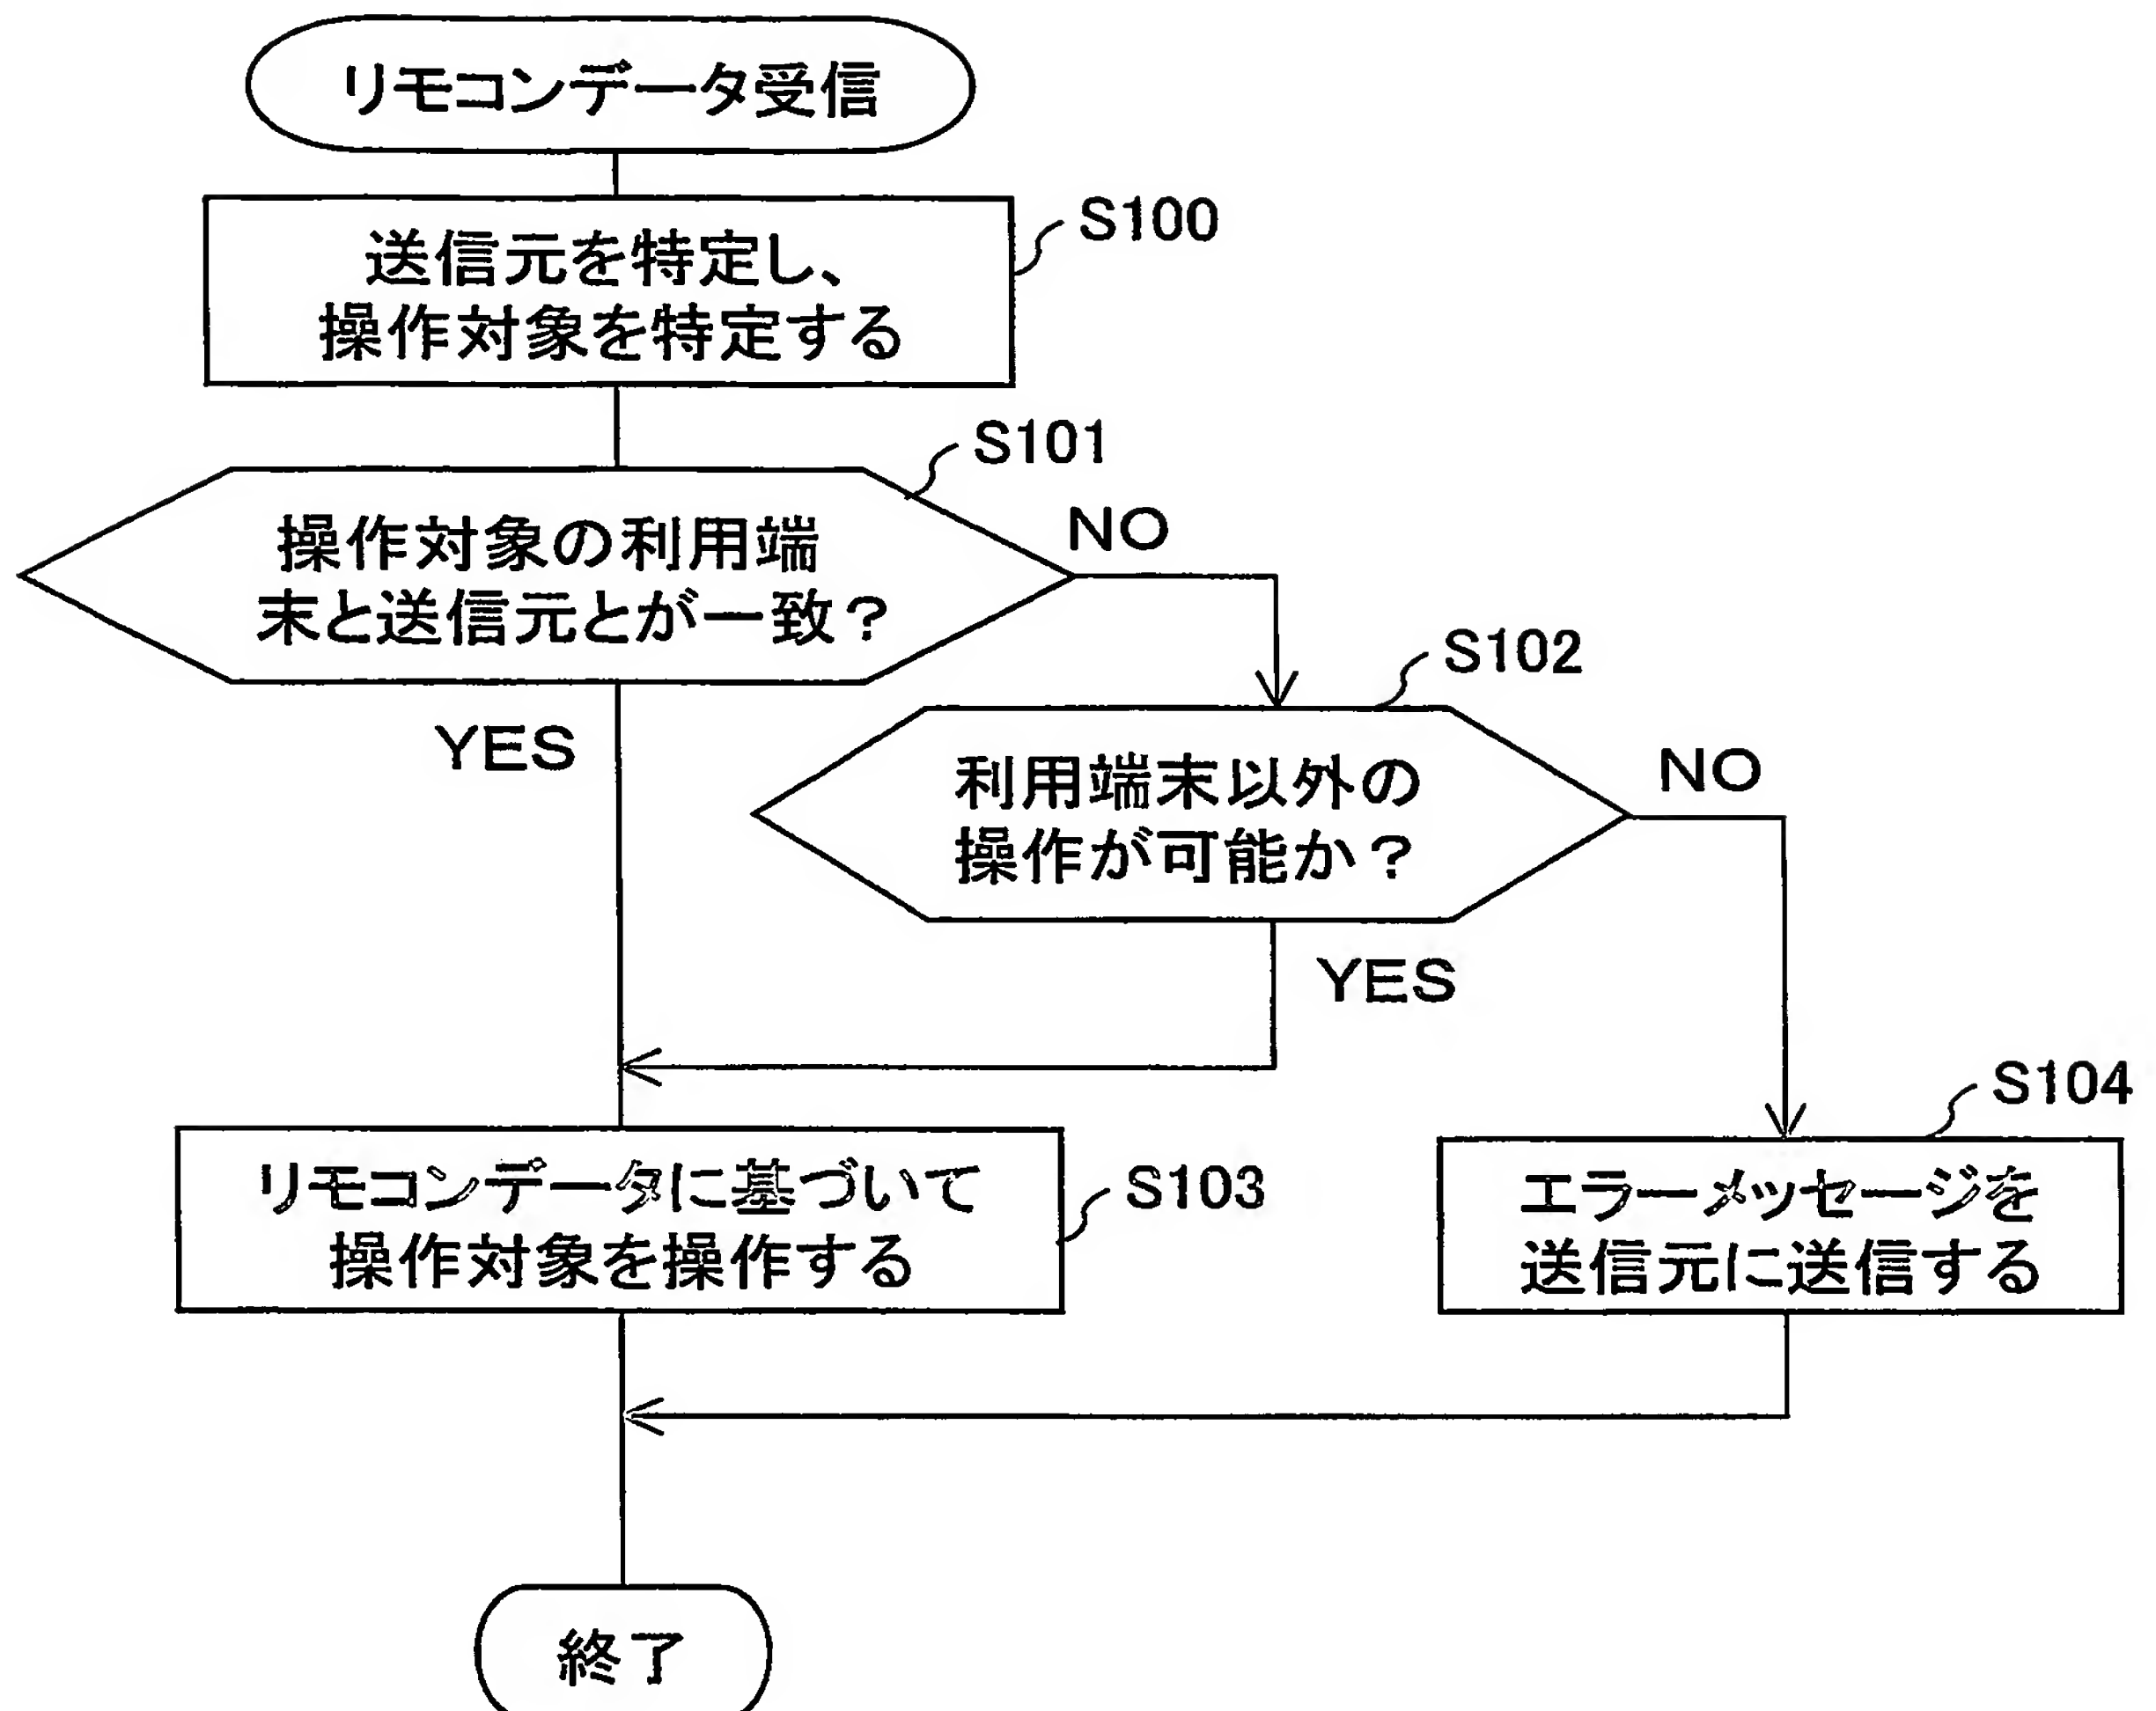 リモコンデータ受信
S100
送信元を特定し、
操作対象を特定する
S101
操作対象の利用端
末と送信元とが一致？
NO
YES
S102
利用端末以外の
操作が可能か？
NO
YES
S103
リモコンデータに基づいて
操作対象を操作する
S104
エラーメッセージを
送信元に送信する
終了